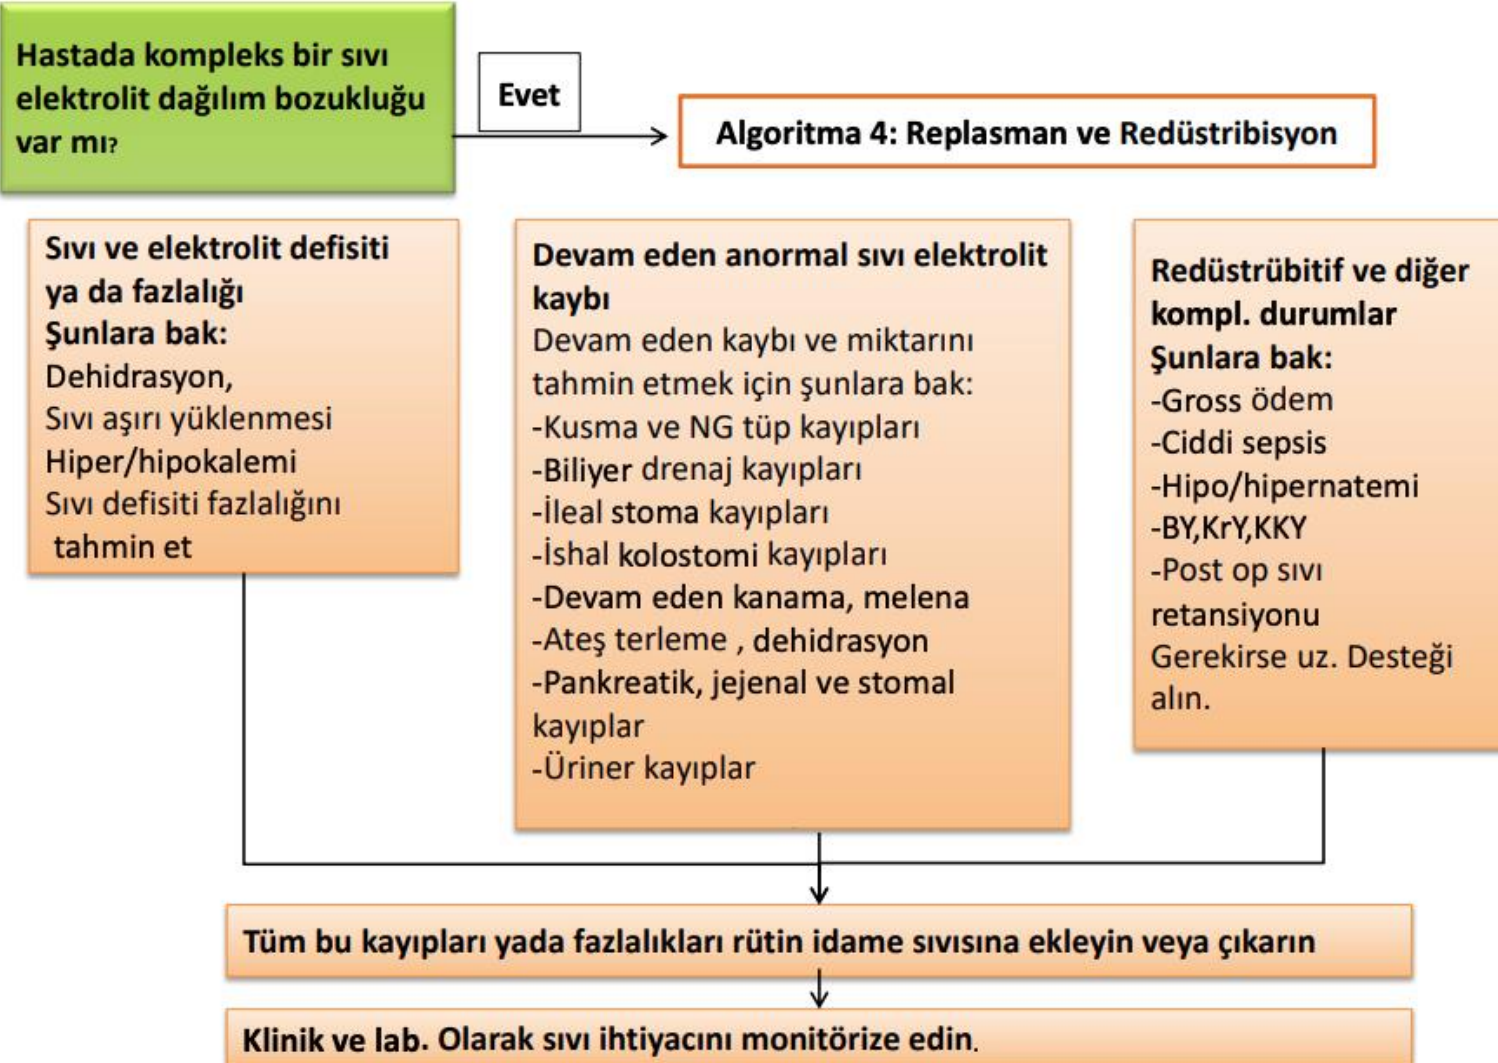 Hastada kompleks bir sıvı
elektrolit dağılım bozukluğu
var mı?
Evet
Algoritma 4: Replasman ve Redüstribisyon
Sıvı ve elektrolit defisiti
ya da fazlalığı
Şunlara bak:
Dehidrasyon,
Sıvı aşırı yüklenmesi
Hiper/hipokalemi
Sıvı defisiti fazlalığını
tahmin et
Devam eden anormal sıvı elektrolit
kaybı
Devam eden kaybı ve miktarını
tahmin etmek için şunlara bak:
-Kusma ve NG tüp kayıpları
-Biliyer drenaj kayıpları
-İleal stoma kayıpları
-İshal kolostomi kayıpları
-Devam eden kanama, melena
-Ateş terleme , dehidrasyon
-Pankreatik, jejenal ve stomal
kayıplar
-Üriner kayıplar
Redüstrübitif ve diğer
kompl. durumlar
Şunlara bak:
-Gross ödem
-Ciddi sepsis
-Hipo/hipernatemi
-BY,KrY,KKY
-Post op sıvı
retansiyonu
Gerekirse uz. Desteği
alın.
Tüm bu kayıpları yada fazlalıkları rütin idame sıvısına ekleyin veya çıkarın
Klinik ve lab. Olarak sıvı ihtiyacını monitörize edin.